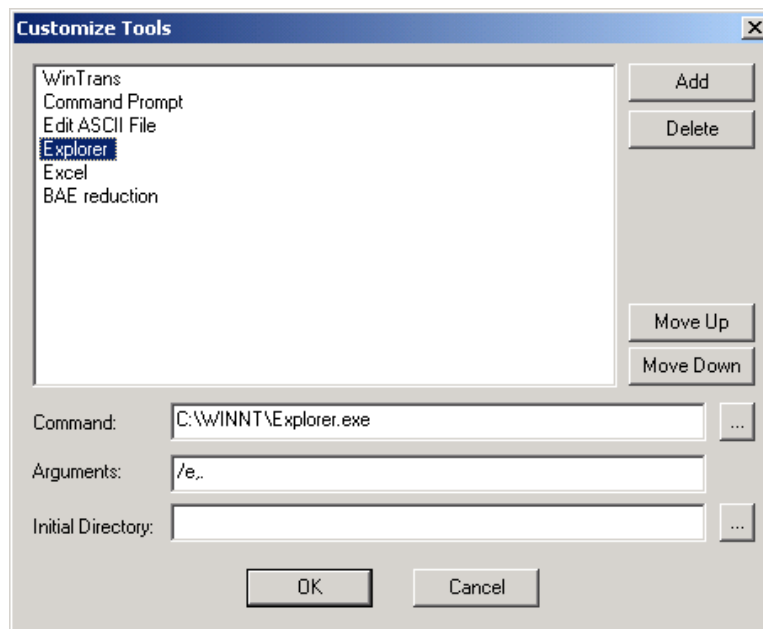 Customize Tools
WinTrans
Command Prompt
Edit ASCII File
Explorer
Excel
BAE reduction
Add
Delete
Move Up
Move Down
Command:
C:\WINNT\Explorer.exe
...
Arguments:
/e,.
Initial Directory:
...
OK
Cancel